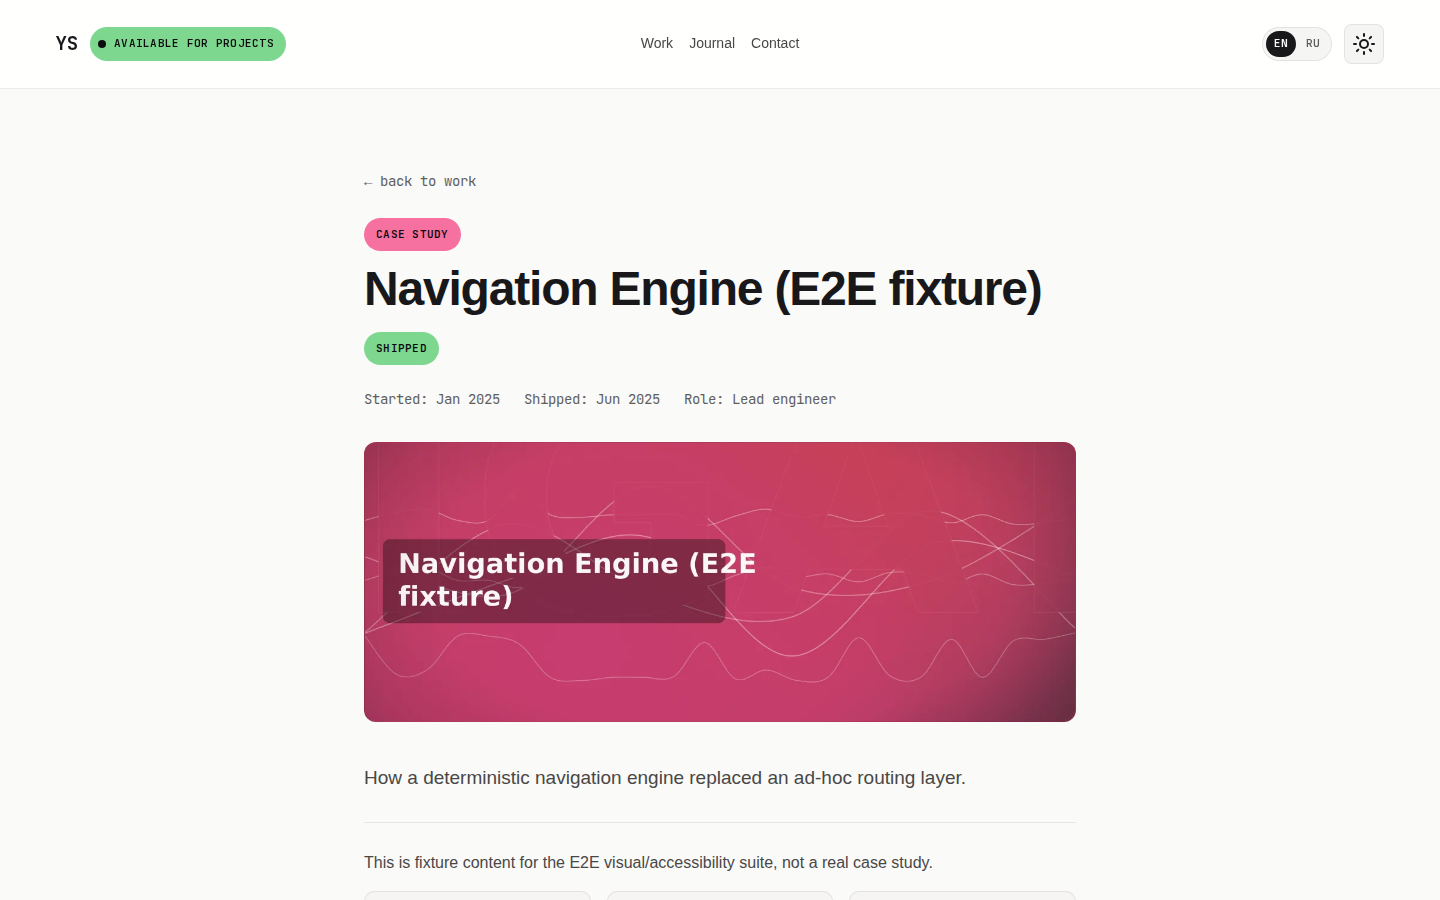 YS
AVAILABLE FOR PROJECTS
Work
Journal
Contact
EN
RU
← back to work
CASE STUDY
Navigation Engine (E2E fixture)
SHIPPED
Started: Jan 2025 Shipped: Jun 2025 Role: Lead engineer
Navigation Engine (E2E
fixture)
How a deterministic navigation engine replaced an ad-hoc routing layer.
This is fixture content for the E2E visual/accessibility suite, not a real case study.